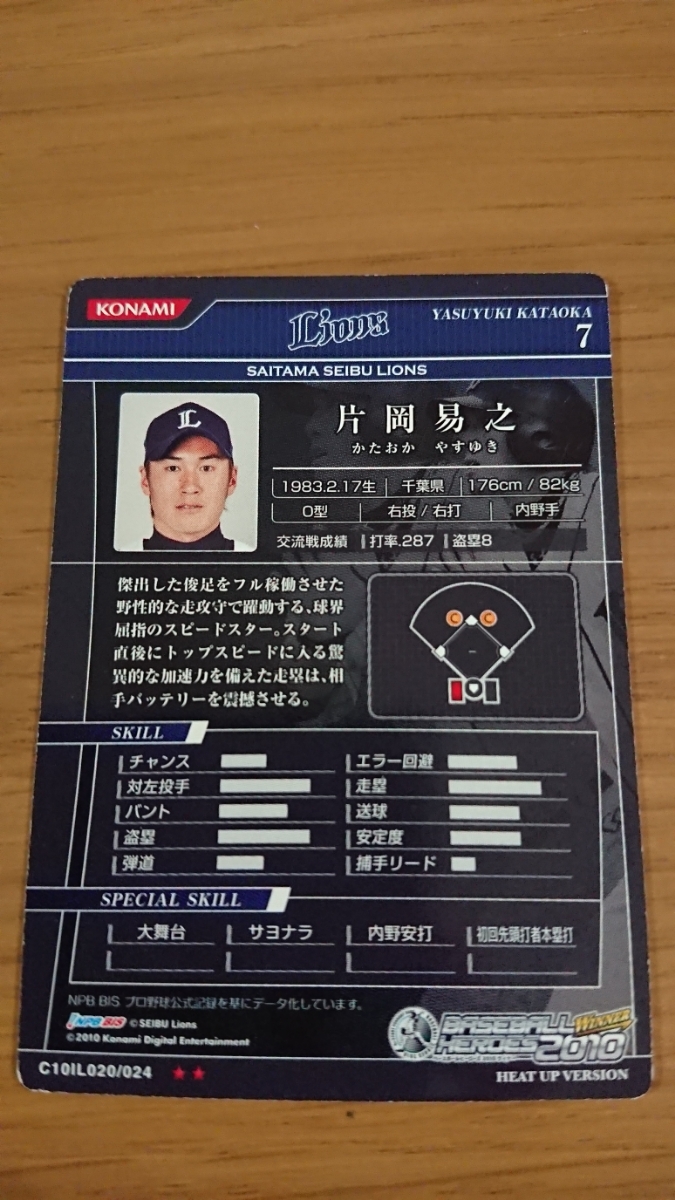 KONAMI
Lions
YASUYUKI KATAOKA
7
SAITAMA SEIBU LIONS
L
片岡易之
かたおか やすゆき
1983.2.17生 千葉県 176cm / 82kg
O型 右投 / 右打 内野手
交流戦成績 打率.287 盗塁8
傑出した俊足をフル稼働させた
野性的な走攻守で躍動する、球界
屈指のスピードスター。スタート
直後にトップスピードに入る驚
異的な加速力を備えた走塁は、相
手バッテリーを震撼させる。
C C
SKILL
チャンス エラー回避
対左投手 走塁
バント 送球
盗塁 安定度
弾道 捕手リード
SPECIAL SKILL
大舞台 サヨナラ 内野安打 初回先頭打者本塁打
NPB BIS プロ野球公式記録を基にデータ化しています。
NPB BIS ©SEIBU Lions
©2010 Konami Digital Entertainment
BASEBALL HEROES 2010 WINNER
C10IL020/024 ★★
HEAT UP VERSION